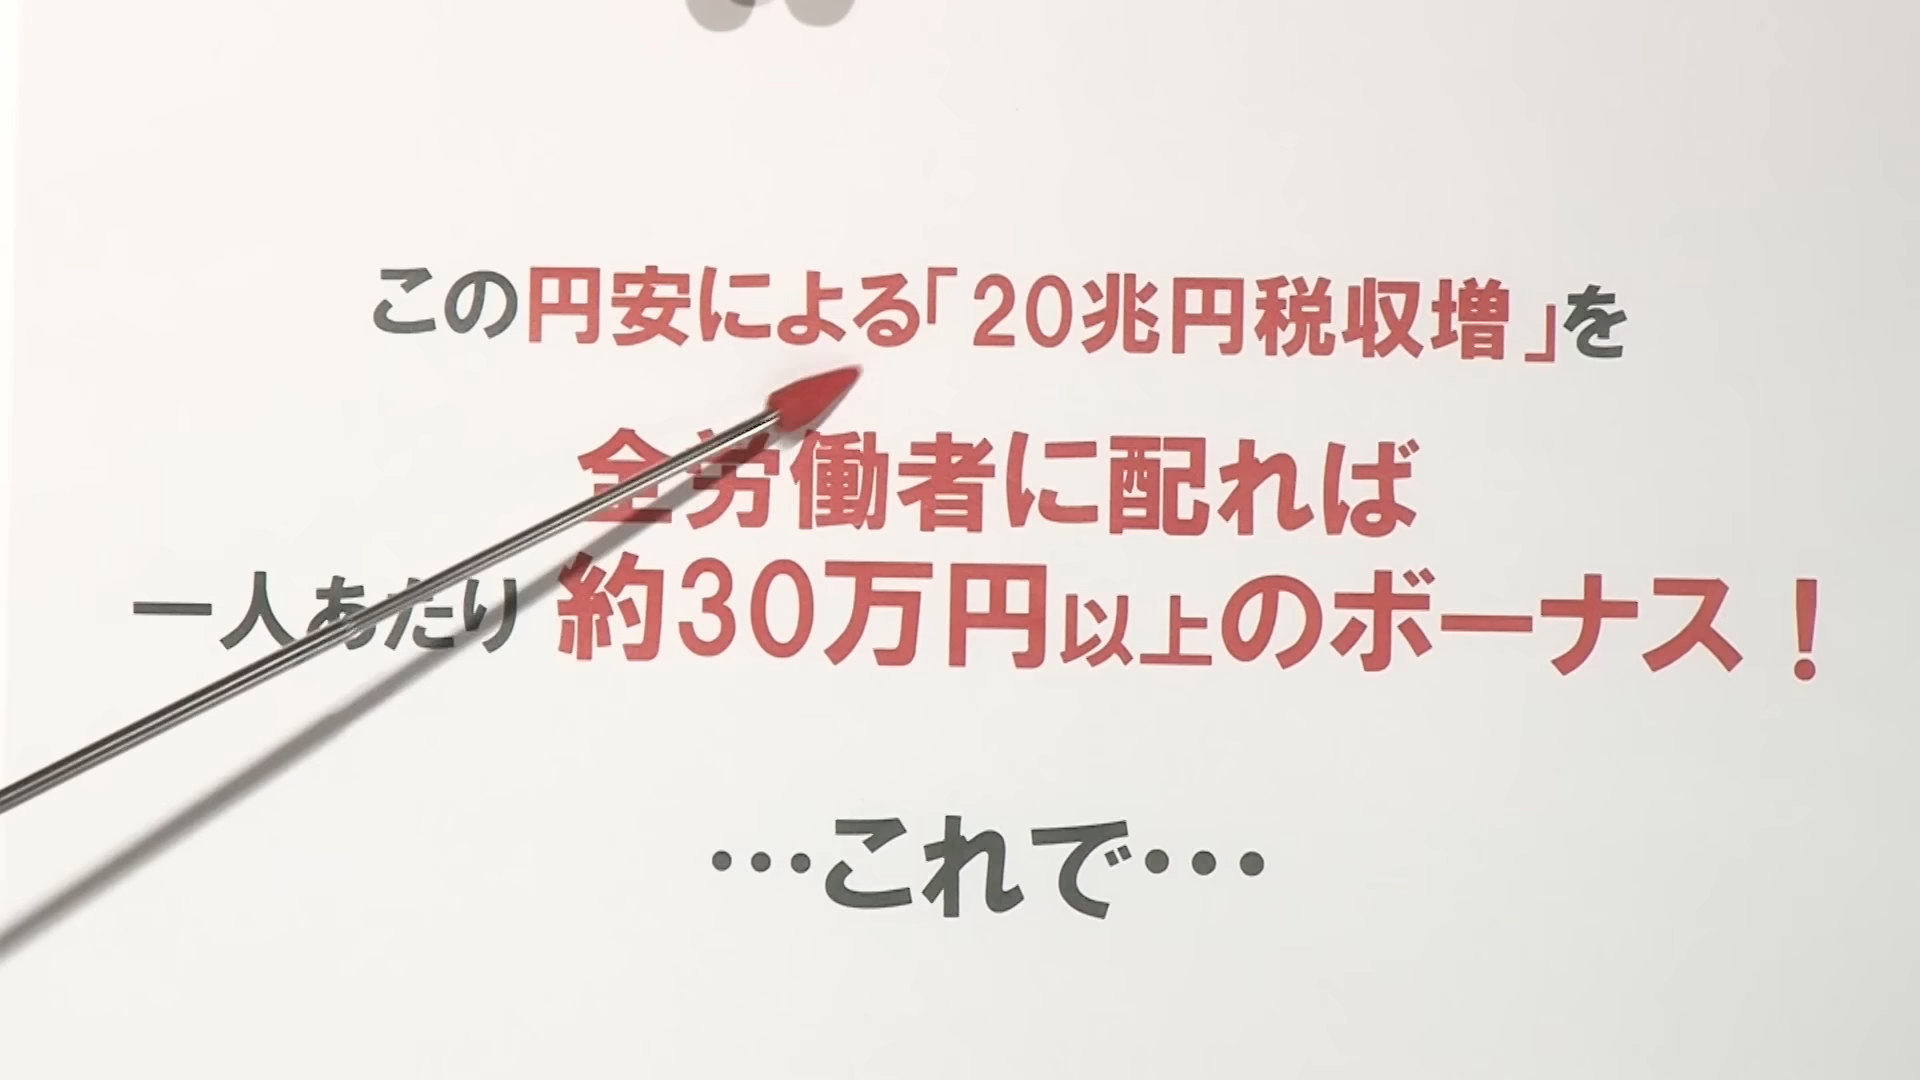 この円安による「20兆円税収増」を
全労働者に配れば
一人あたり 約30万円以上のボーナス！
…これで…